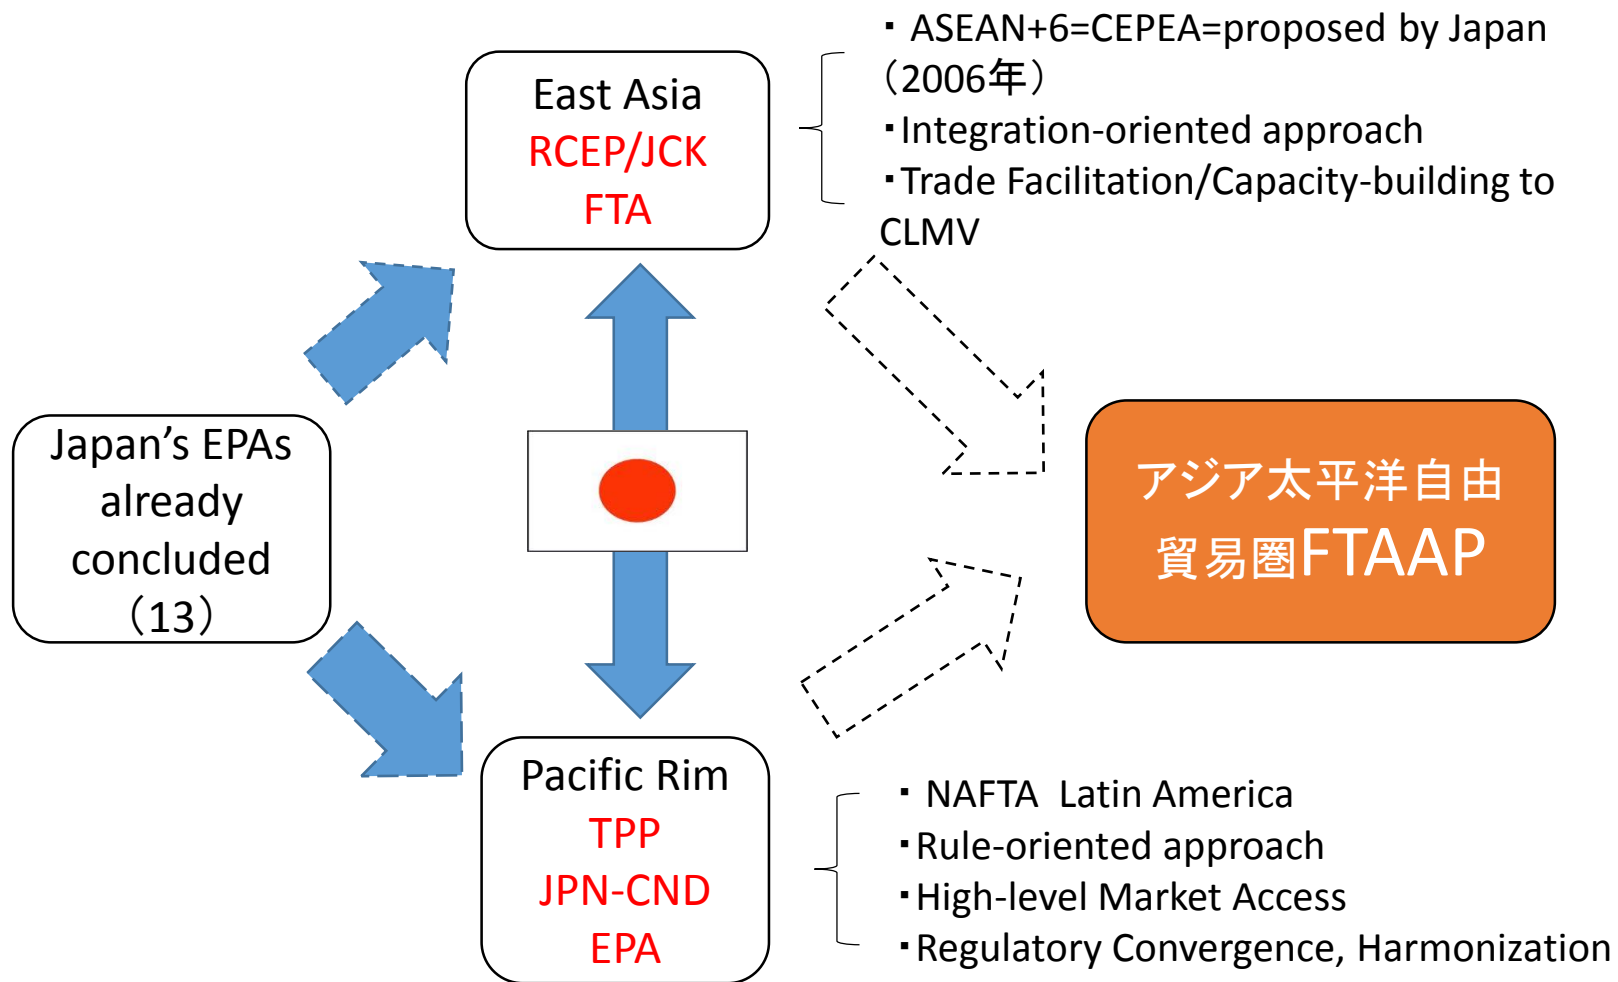 ・ ASEAN+6=CEPEA=proposed by Japan
（2006年）
・Integration-oriented approach
・Trade Facilitation/Capacity-building to
CLMV
East Asia
RCEP/JCK
FTA
Japan’s EPAs
already
concluded
（13）
アジア太平洋自由
貿易圏FTAAP
Pacific Rim
TPP
JPN-CND
EPA
・ NAFTA  Latin America
・Rule-oriented approach
・High-level Market Access
・Regulatory Convergence, Harmonization